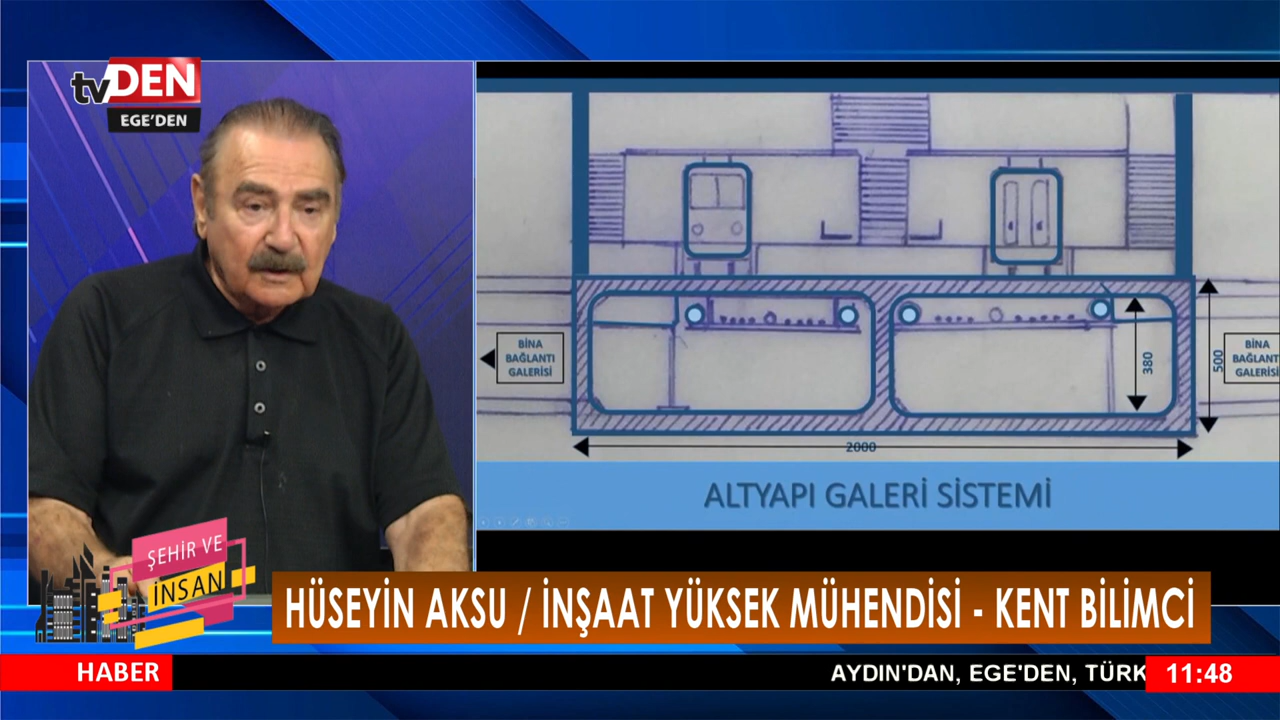 tvDEN
EGE'DEN
BİNA
BAĞLANTI
GALERİSİ
380
500
BİNA
BAĞLANTI
GALERİSİ
2000
ALTYAPI GALERİ SİSTEMİ
ŞEHİR VE
İNSAN
HÜSEYİN AKSU / İNŞAAT YÜKSEK MÜHENDİSİ - KENT BİLİMCİ
HABER
AYDIN'DAN, EGE'DEN, TÜRK
11:48